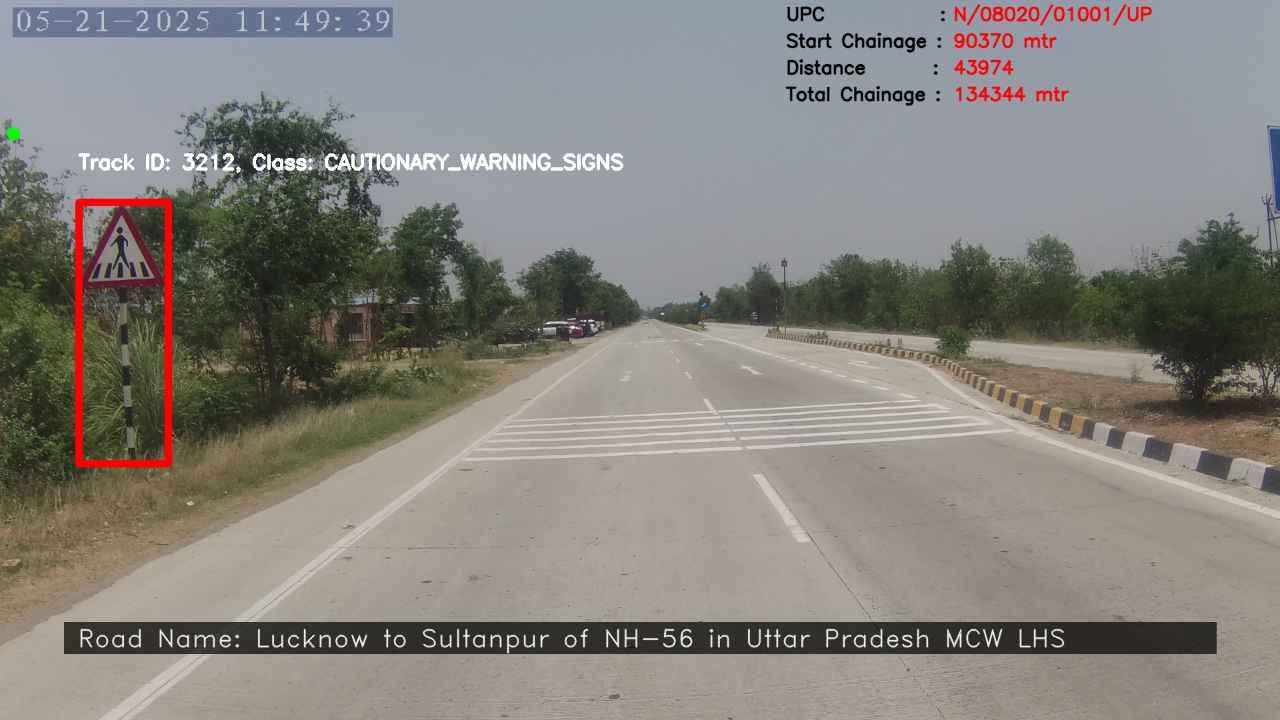 05-21-2025 11:49:39
UPC : N/08020/01001/UP
Start Chainage : 90370 mtr
Distance : 43974
Total Chainage : 134344 mtr
Track ID: 3212, Class: CAUTIONARY_WARNING_SIGNS
Road Name: Lucknow to Sultanpur of NH-56 in Uttar Pradesh MCW LHS